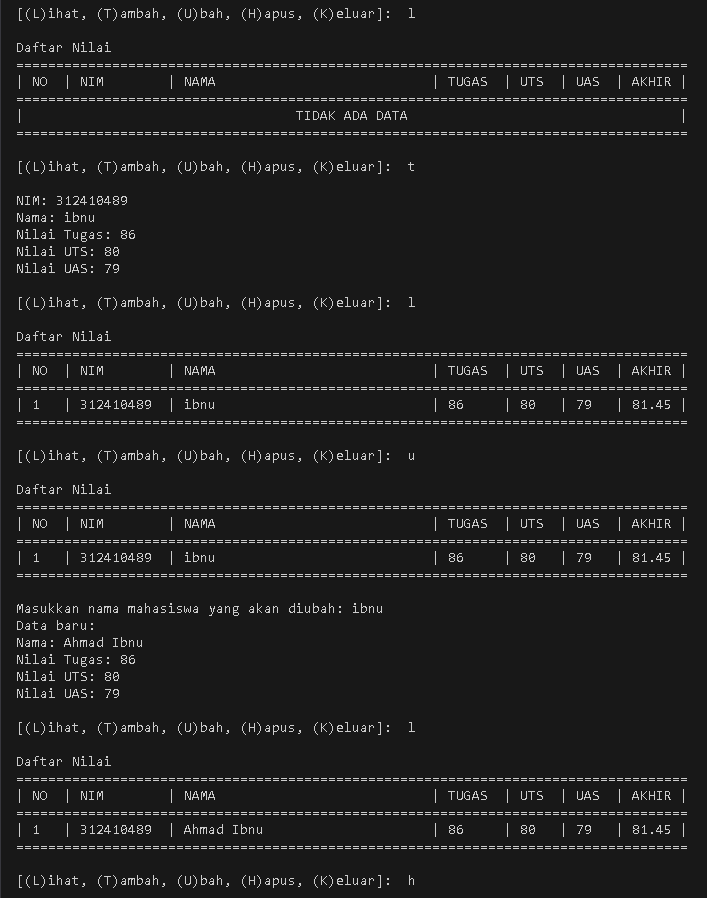 [(L)ihat, (T)ambah, (U)bah, (H)apus, (K)eluar]:  l
Daftar Nilai
====================================================================================
| NO  | NIM        | NAMA                           | TUGAS  | UTS  | UAS  | AKHIR |
====================================================================================
|                                  TIDAK ADA DATA                                  |
====================================================================================
[(L)ihat, (T)ambah, (U)bah, (H)apus, (K)eluar]:  t
NIM: 312410489
Nama: ibnu
Nilai Tugas: 86
Nilai UTS: 80
Nilai UAS: 79
[(L)ihat, (T)ambah, (U)bah, (H)apus, (K)eluar]:  l
Daftar Nilai
====================================================================================
| NO  | NIM        | NAMA                           | TUGAS  | UTS  | UAS  | AKHIR |
====================================================================================
| 1   | 312410489  | ibnu                           | 86     | 80   | 79   | 81.45 |
====================================================================================
[(L)ihat, (T)ambah, (U)bah, (H)apus, (K)eluar]:  u
Daftar Nilai
====================================================================================
| NO  | NIM        | NAMA                           | TUGAS  | UTS  | UAS  | AKHIR |
====================================================================================
| 1   | 312410489  | ibnu                           | 86     | 80   | 79   | 81.45 |
====================================================================================
Masukkan nama mahasiswa yang akan diubah: ibnu
Data baru:
Nama: Ahmad Ibnu
Nilai Tugas: 86
Nilai UTS: 80
Nilai UAS: 79
[(L)ihat, (T)ambah, (U)bah, (H)apus, (K)eluar]:  l
Daftar Nilai
====================================================================================
| NO  | NIM        | NAMA                           | TUGAS  | UTS  | UAS  | AKHIR |
====================================================================================
| 1   | 312410489  | Ahmad Ibnu                     | 86     | 80   | 79   | 81.45 |
====================================================================================
[(L)ihat, (T)ambah, (U)bah, (H)apus, (K)eluar]:  h